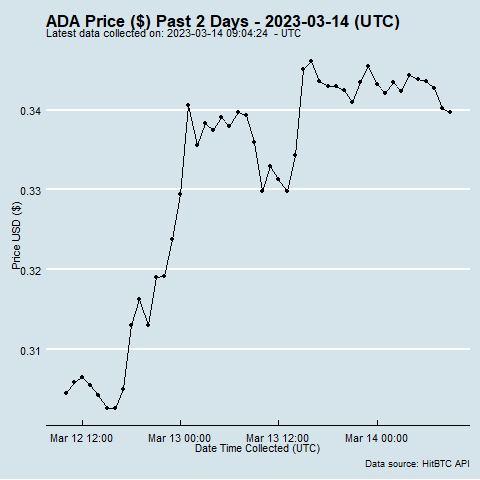 ADA Price ($) Past 2 Days - 2023-03-14 (UTC)
Latest data collected on: 2023-03-14 09:04:24 - UTC
0.34
0.33
0.32
0.31
Price USD ($)
Mar 12 12:00 Mar 13 00:00 Mar 13 12:00 Mar 14 00:00
Date Time Collected (UTC)
Data source: HitBTC API